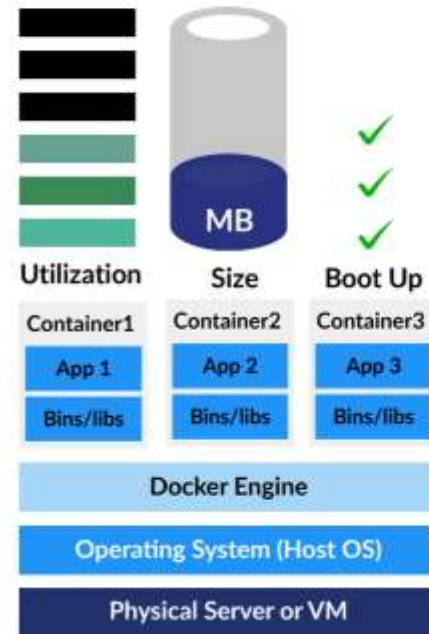 MB
Utilization Size Boot Up
Container1 Container2 Container3
App 1 App 2 App 3
Bins/libs Bins/libs Bins/libs
Docker Engine
Operating System (Host OS)
Physical Server or VM